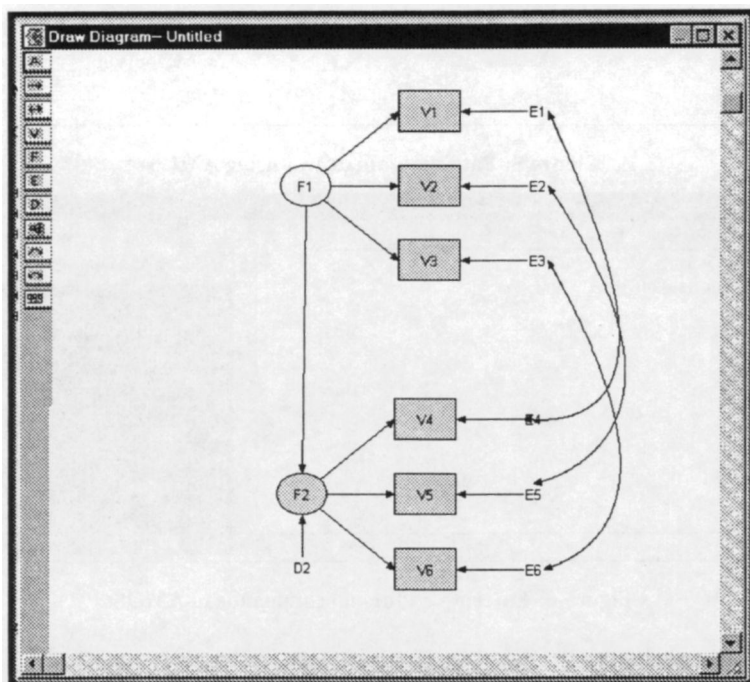 Draw Diagram– Untitled
A
V
F
E
D
V1
E1
F1
V2
E2
V3
E3
V4
E4
F2
V5
E5
D2
V6
E6